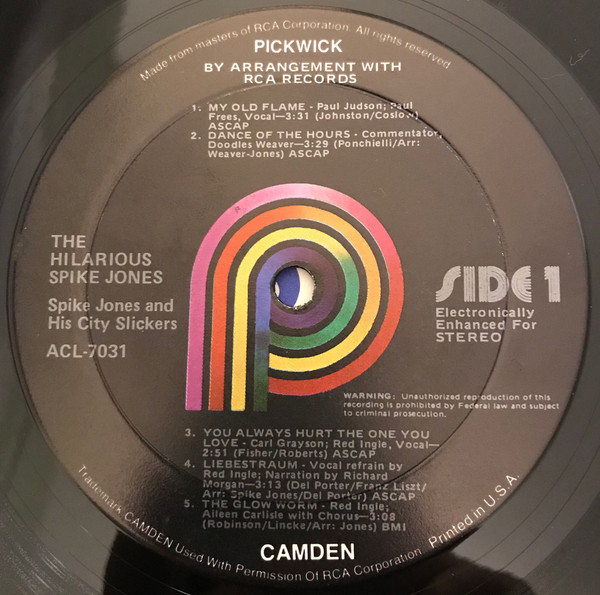 Made from masters of RCA Corporation. All rights reserved.
PICKWICK
BY ARRANGEMENT WITH
RCA RECORDS
1. MY OLD FLAME - Paul Judson; Paul
Frees, Vocal—3:31 (Johnston/Coslow)
ASCAP
2. DANCE OF THE HOURS - Commentator,
Doodles Weaver—3:29 (Ponchielli/Arr:
Weaver-Jones) ASCAP
THE
HILARIOUS
SPIKE JONES
Spike Jones and
His City Slickers
ACL-7031
SIDE 1
Electronically
Enhanced For
STEREO
WARNING: Unauthorized reproduction of this
recording is prohibited by Federal law and subject
to criminal prosecution.
3. YOU ALWAYS HURT THE ONE YOU
LOVE - Carl Grayson; Red Ingle, Vocal—
2:51 (Fisher/Roberts) ASCAP
4. LIEBESTRAUM - Vocal refrain by
Red Ingle; Narration by Richard
Morgan—3:13 (Del Porter/Franz Liszt/
Arr: Spike Jones/Del Porter) ASCAP
5. THE GLOW WORM - Red Ingle;
Aileen Carlisle with Chorus—3:08
(Robinson/Lincke/Arr: Jones) BMI
CAMDEN
Trademark CAMDEN Used With Permission Of RCA Corporation. Printed in U.S.A.